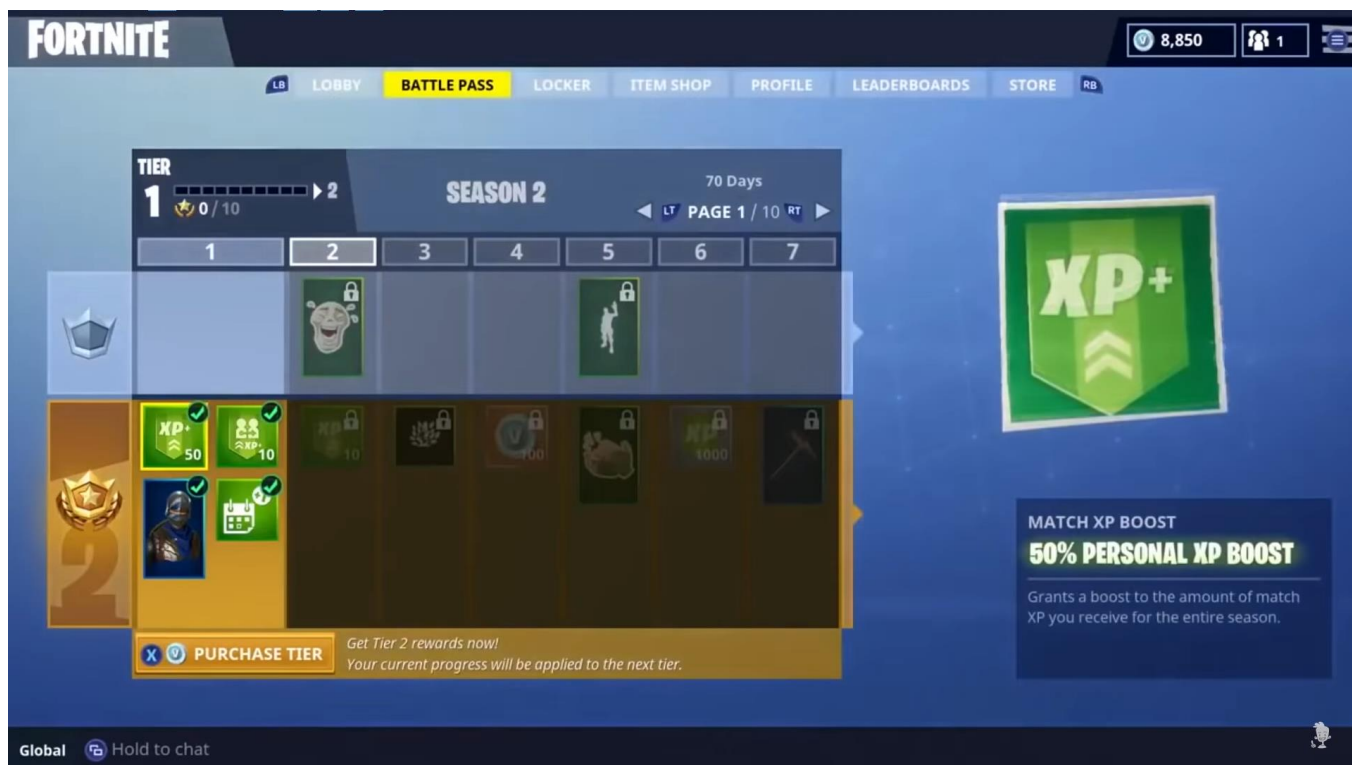 FORTNITE
8,850
1
LB LOBBY BATTLE PASS LOCKER ITEM SHOP PROFILE LEADERBOARDS STORE RB
TIER
1
2
0 / 10
SEASON 2
70 Days
LT PAGE 1 / 10 RT
1 2 3 4 5 6 7
XP+
50
XP+
10
XP+
10
V
100
XP
1000
+7
2
X V PURCHASE TIER
Get Tier 2 rewards now!
Your current progress will be applied to the next tier.
XP+
MATCH XP BOOST
50% PERSONAL XP BOOST
Grants a boost to the amount of match
XP you receive for the entire season.
Global
Hold to chat